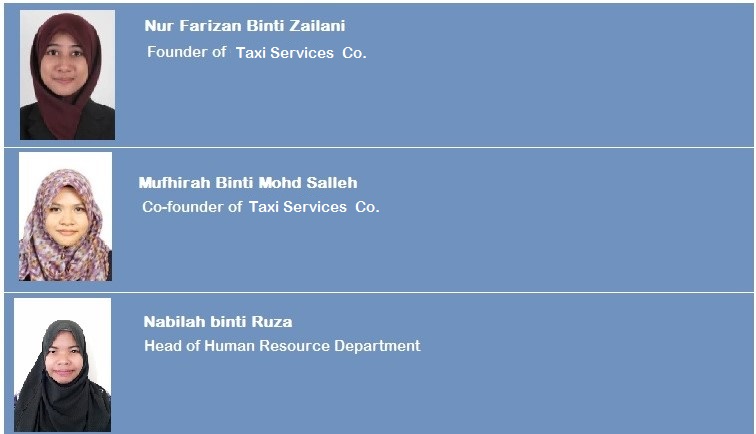 Nur Farizan Binti Zailani
Founder of Taxi Services Co.
Mufhirah Binti Mohd Salleh
Co-founder of Taxi Services Co.
Nabilah binti Ruza
Head of Human Resource Department